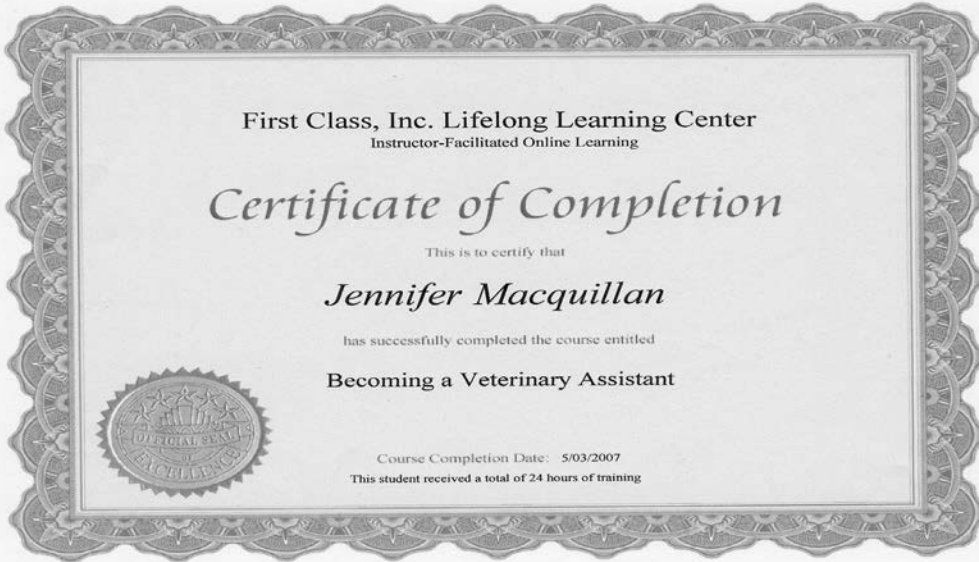 First Class, Inc. Lifelong Learning Center
Instructor-Facilitated Online Learning
Certificate of Completion
This is to certify that
Jennifer Macquillan
has successfully completed the course entitled
Becoming a Veterinary Assistant
OFFICIAL SEAL
OF
EXCELLENCE
Course Completion Date: 5/03/2007
This student received a total of 24 hours of training